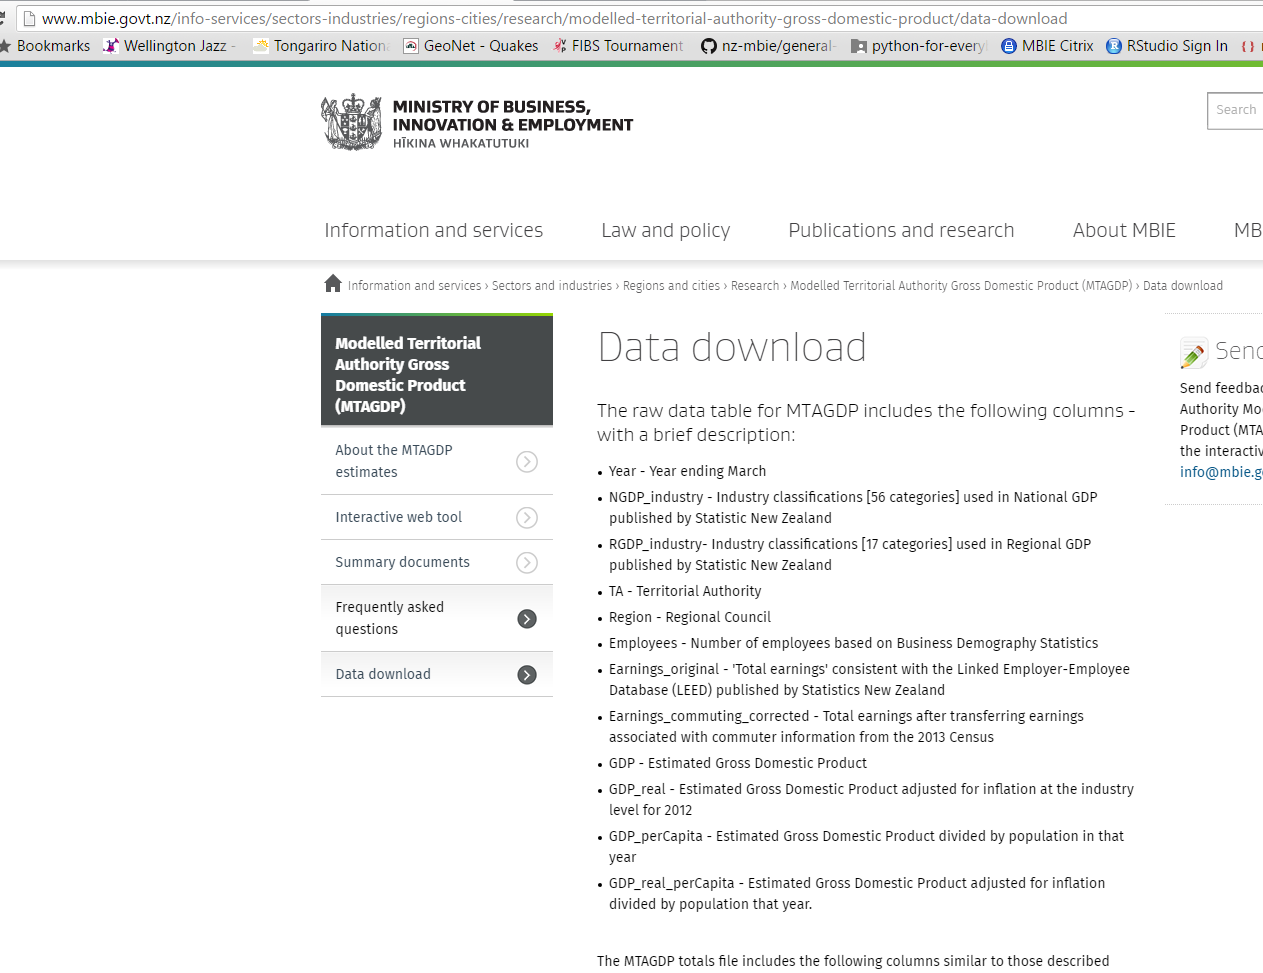 www.mbie.govt.nz/info-services/sectors-industries/regions-cities/research/modelled-territorial-authority-gross-domestic-product/data-download
Bookmarks Wellington Jazz - Tongariro Nation GeoNet - Quakes FIBS Tournament nz-mbie/general- python-for-every MBIE Citrix RStudio Sign In
MINISTRY OF BUSINESS,
INNOVATION & EMPLOYMENT
HĪKINA WHAKATUTUKI
Search
Information and services Law and policy Publications and research About MBIE MB
Information and services › Sectors and industries › Regions and cities › Research › Modelled Territorial Authority Gross Domestic Product (MTAGDP) › Data download
Modelled Territorial
Authority Gross
Domestic Product
(MTAGDP)
About the MTAGDP
estimates
Interactive web tool
Summary documents
Frequently asked
questions
Data download
Data download
The raw data table for MTAGDP includes the following columns -
with a brief description:
• Year - Year ending March
• NGDP_industry - Industry classifications [56 categories] used in National GDP
published by Statistic New Zealand
• RGDP_industry- Industry classifications [17 categories] used in Regional GDP
published by Statistic New Zealand
• TA - Territorial Authority
• Region - Regional Council
• Employees - Number of employees based on Business Demography Statistics
• Earnings_original - 'Total earnings' consistent with the Linked Employer-Employee
Database (LEED) published by Statistics New Zealand
• Earnings_commuting_corrected - Total earnings after transferring earnings
associated with commuter information from the 2013 Census
• GDP - Estimated Gross Domestic Product
• GDP_real - Estimated Gross Domestic Product adjusted for inflation at the industry
level for 2012
• GDP_perCapita - Estimated Gross Domestic Product divided by population in that
year
• GDP_real_perCapita - Estimated Gross Domestic Product adjusted for inflation
divided by population that year.
The MTAGDP totals file includes the following columns similar to those described
Send
Send feedba
Authority Mo
Product (MTA
the interactiv
info@mbie.g